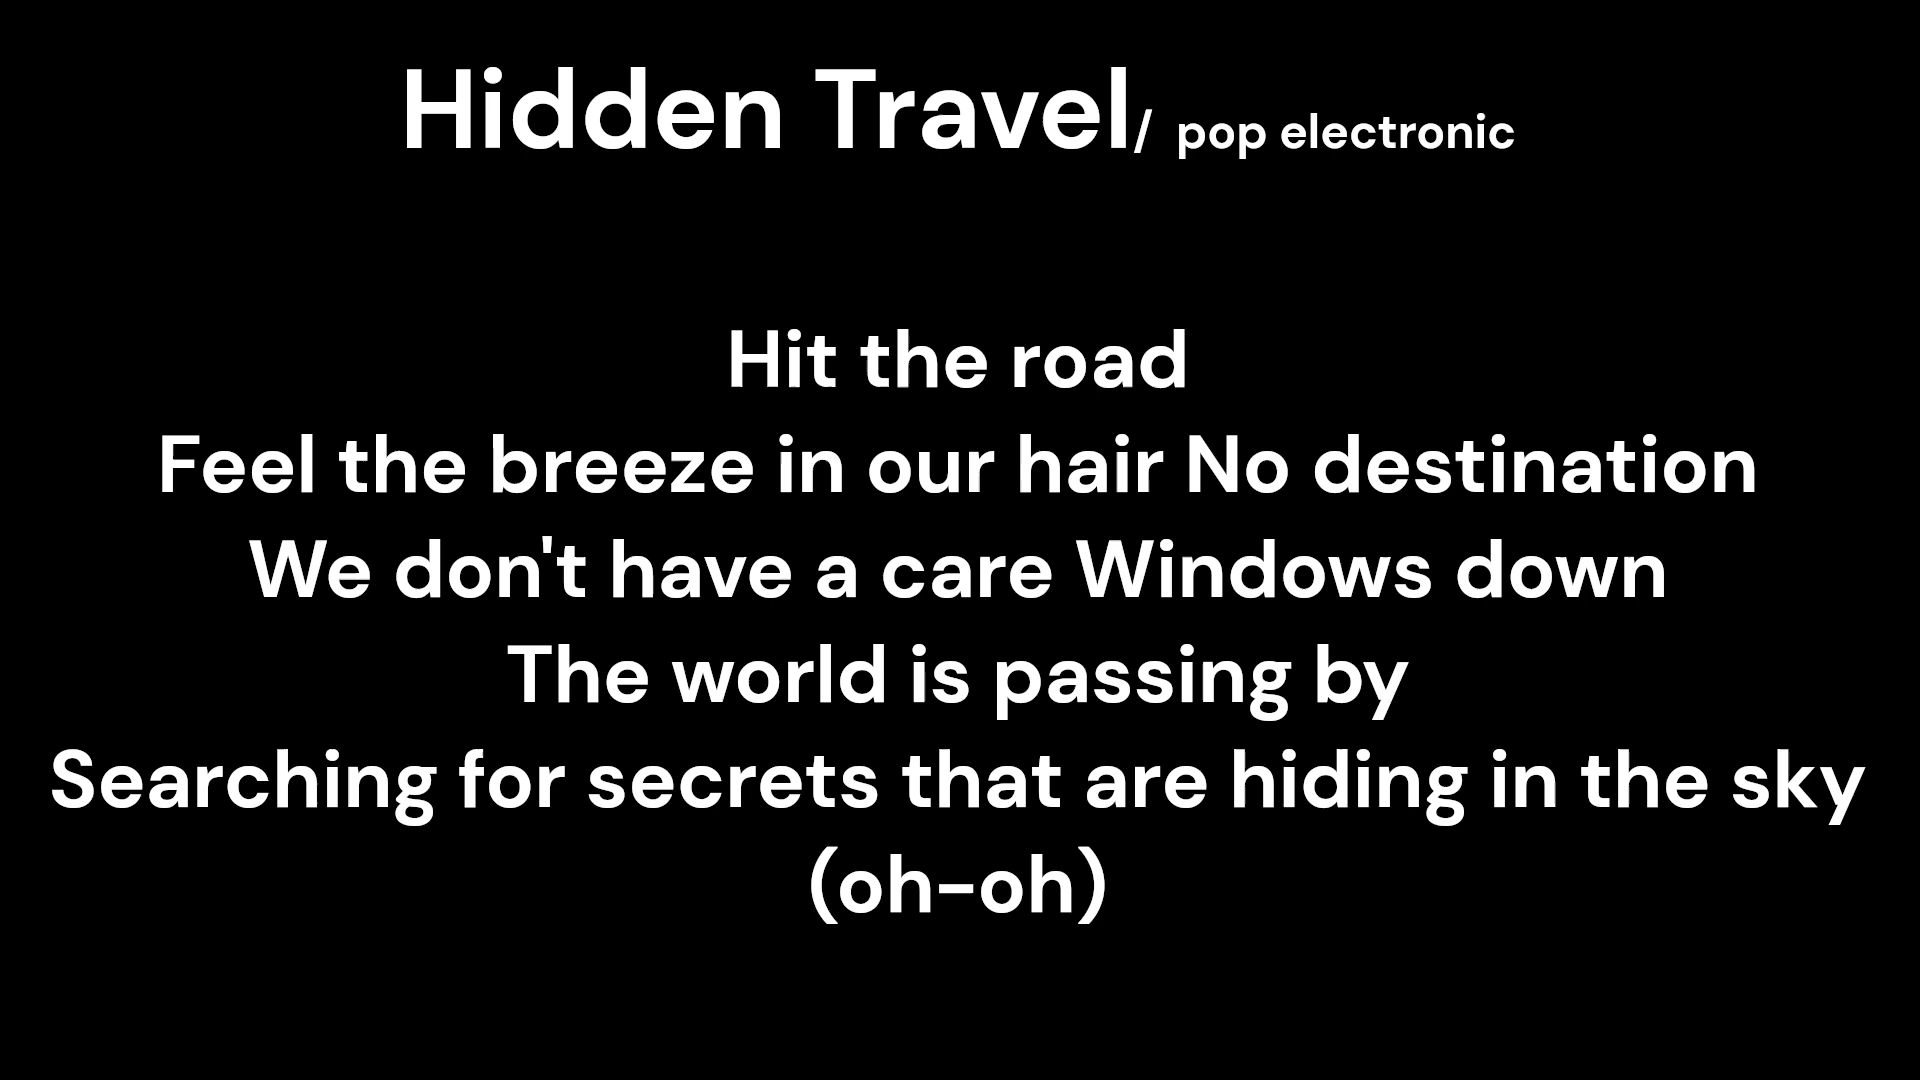 Hidden Travel/ pop electronic
Hit the road
Feel the breeze in our hair No destination
We don't have a care Windows down
The world is passing by
Searching for secrets that are hiding in the sky
(oh-oh)